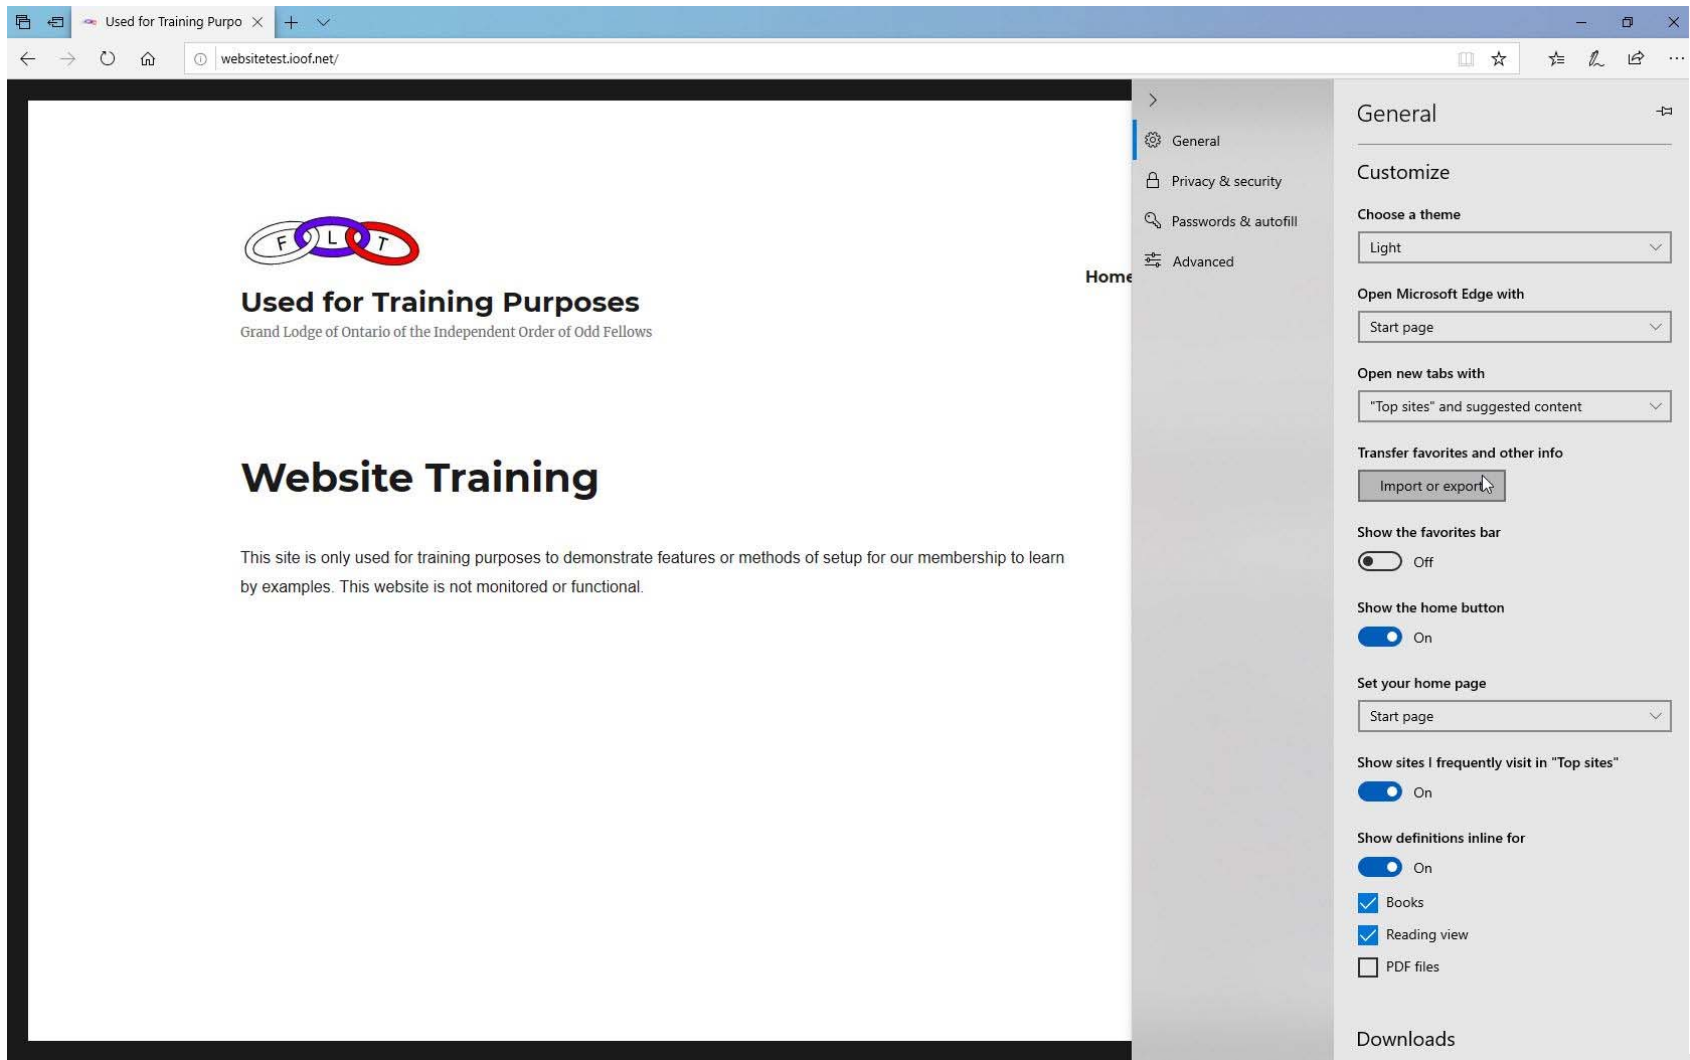 Used for Training Purpo
websitetest.ioof.net/
F L T
Used for Training Purposes
Grand Lodge of Ontario of the Independent Order of Odd Fellows
Home
Website Training
This site is only used for training purposes to demonstrate features or methods of setup for our membership to learn
by examples. This website is not monitored or functional.
General
Privacy & security
Passwords & autofill
Advanced
General
Customize
Choose a theme
Light
Open Microsoft Edge with
Start page
Open new tabs with
"Top sites" and suggested content
Transfer favorites and other info
Import or export
Show the favorites bar
Off
Show the home button
On
Set your home page
Start page
Show sites I frequently visit in "Top sites"
On
Show definitions inline for
On
Books
Reading view
PDF files
Downloads